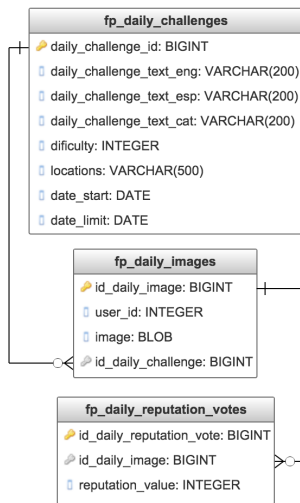 fp_daily_challenges
daily_challenge_id: BIGINT
daily_challenge_text_eng: VARCHAR(200)
daily_challenge_text_esp: VARCHAR(200)
daily_challenge_text_cat: VARCHAR(200)
dificulty: INTEGER
locations: VARCHAR(500)
date_start: DATE
date_limit: DATE
fp_daily_images
id_daily_image: BIGINT
user_id: INTEGER
image: BLOB
id_daily_challenge: BIGINT
fp_daily_reputation_votes
id_daily_reputation_vote: BIGINT
id_daily_image: BIGINT
reputation_value: INTEGER